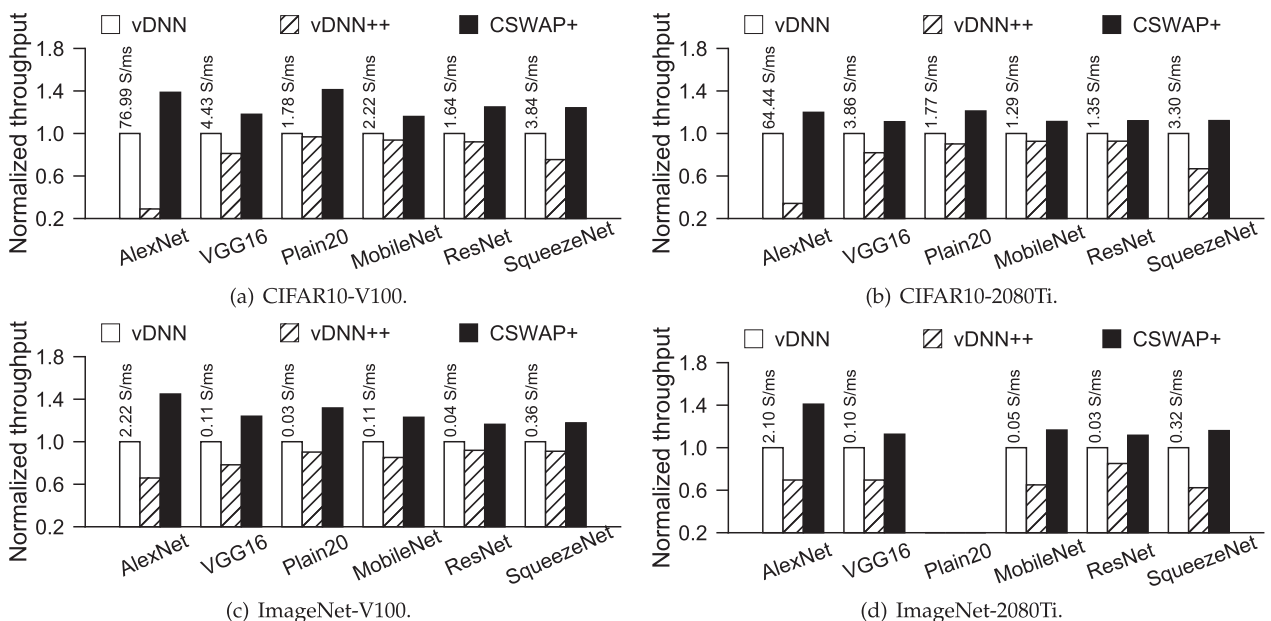 vDNN vDNN++ CSWAP+
Normalized throughput
1.8
1.4
1.0
0.6
0.2
76.99 S/ms
4.43 S/ms
1.78 S/ms
2.22 S/ms
1.64 S/ms
3.84 S/ms
AlexNet VGG16 Plain20 MobileNet ResNet SqueezeNet
(a) CIFAR10-V100.
vDNN vDNN++ CSWAP+
Normalized throughput
1.8
1.4
1.0
0.6
0.2
64.44 S/ms
3.86 S/ms
1.77 S/ms
1.29 S/ms
1.35 S/ms
3.30 S/ms
AlexNet VGG16 Plain20 MobileNet ResNet SqueezeNet
(b) CIFAR10-2080Ti.
vDNN vDNN++ CSWAP+
Normalized throughput
1.8
1.4
1.0
0.6
0.2
2.22 S/ms
0.11 S/ms
0.03 S/ms
0.11 S/ms
0.04 S/ms
0.36 S/ms
AlexNet VGG16 Plain20 MobileNet ResNet SqueezeNet
(c) ImageNet-V100.
vDNN vDNN++ CSWAP+
Normalized throughput
1.8
1.4
1.0
0.6
0.2
2.10 S/ms
0.10 S/ms
0.05 S/ms
0.03 S/ms
0.32 S/ms
AlexNet VGG16 Plain20 MobileNet ResNet SqueezeNet
(d) ImageNet-2080Ti.